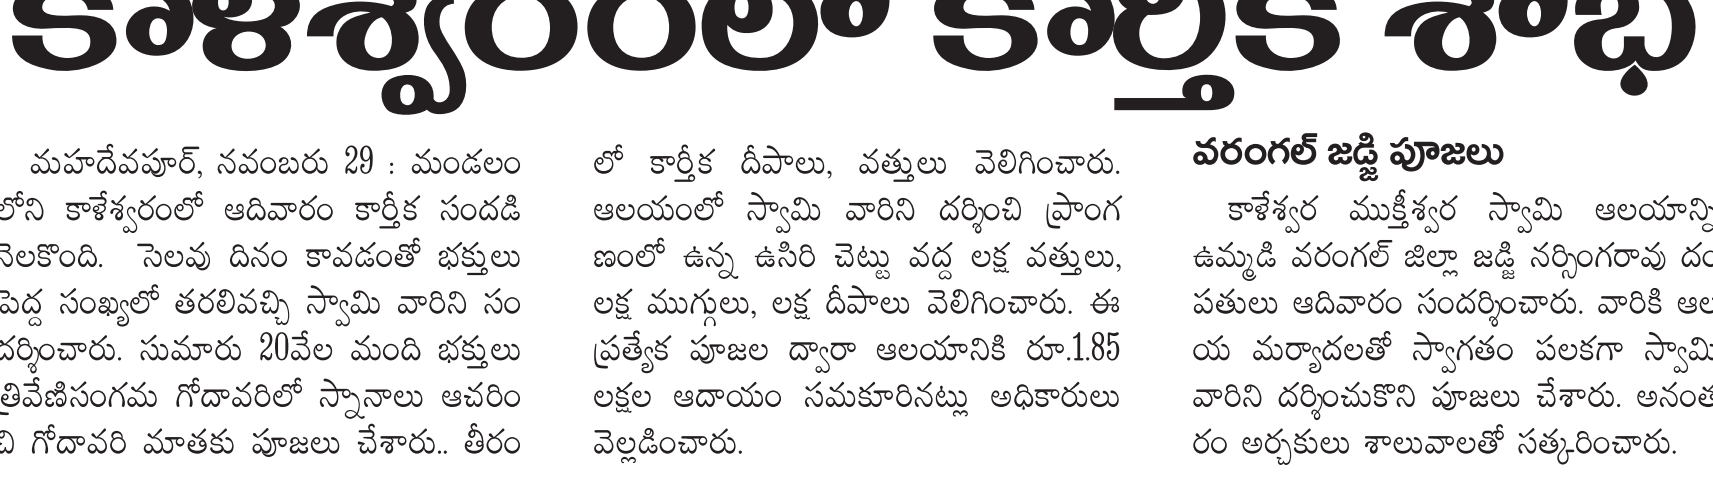 కాళేశ్వరంలో కార్తీక శోభ
మహదేవపూర్, నవంబరు 29 : మండలం
లోని కాళేశ్వరంలో ఆదివారం కార్తీక సందడి
నెలకొంది. సెలవు దినం కావడంతో భక్తులు
పెద్ద సంఖ్యలో తరలివచ్చి స్వామి వారిని సం
దర్శించారు. సుమారు 20వేల మంది భక్తులు
త్రివేణిసంగమ గోదావరిలో స్నానాలు ఆచరిం
చి గోదావరి మాతకు పూజలు చేశారు.. తీరం
లో కార్తీక దీపాలు, వత్తులు వెలిగించారు.
ఆలయంలో స్వామి వారిని దర్శించి ప్రాంగ
ణంలో ఉన్న ఉసిరి చెట్టు వద్ద లక్ష వత్తులు,
లక్ష ముగ్గులు, లక్ష దీపాలు వెలిగించారు. ఈ
ప్రత్యేక పూజల ద్వారా ఆలయానికి రూ.1.85
లక్షల ఆదాయం సమకూరినట్లు అధికారులు
వెల్లడించారు.
వరంగల్ జడ్జి పూజలు
కాళేశ్వర ముక్తీశ్వర స్వామి ఆలయాన్ని
ఉమ్మడి వరంగల్ జిల్లా జడ్జి నర్సింగరావు దం
పతులు ఆదివారం సందర్శించారు. వారికి ఆల
య మర్యాదలతో స్వాగతం పలకగా స్వామి
వారిని దర్శించుకొని పూజలు చేశారు. అనంత
రం అర్చకులు శాలువాలతో సత్కరించారు.